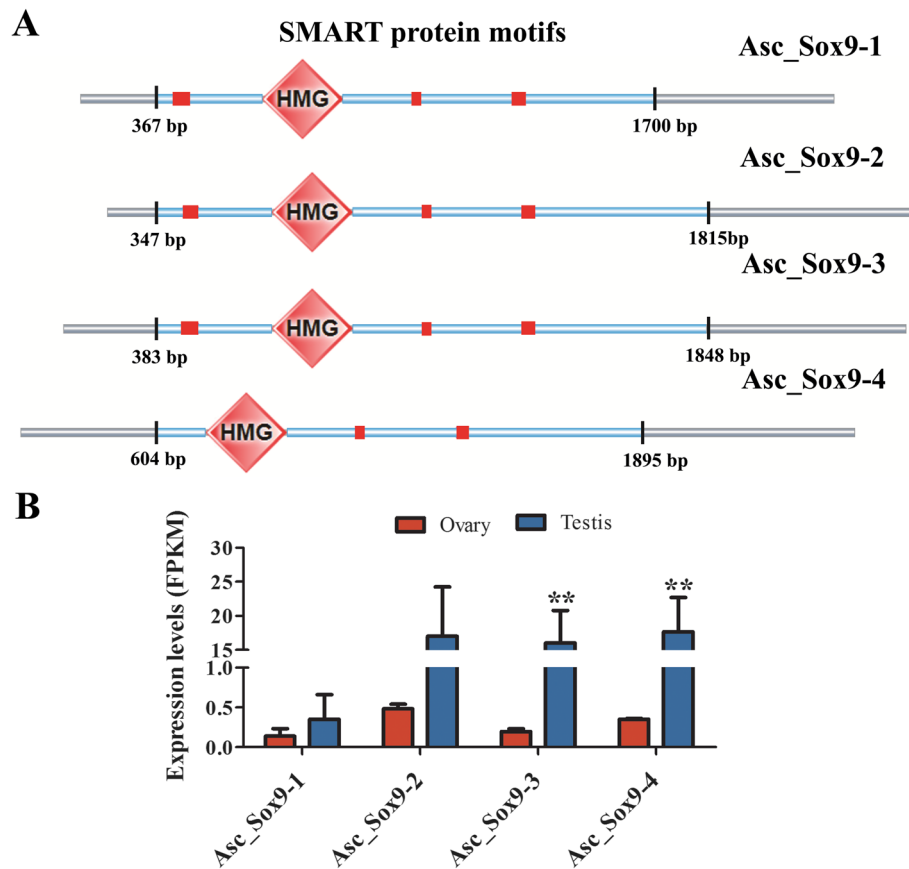 A
SMART protein motifs
Asc_Sox9-1
HMG
367 bp
1700 bp
Asc_Sox9-2
HMG
347 bp
1815bp
Asc_Sox9-3
HMG
383 bp
1848 bp
Asc_Sox9-4
HMG
604 bp
1895 bp
B
Ovary
Testis
Expression levels (FPKM)
30
25
20
15
1.0
0.5
0.0
**
**
Asc_Sox9-1
Asc_Sox9-2
Asc_Sox9-3
Asc_Sox9-4